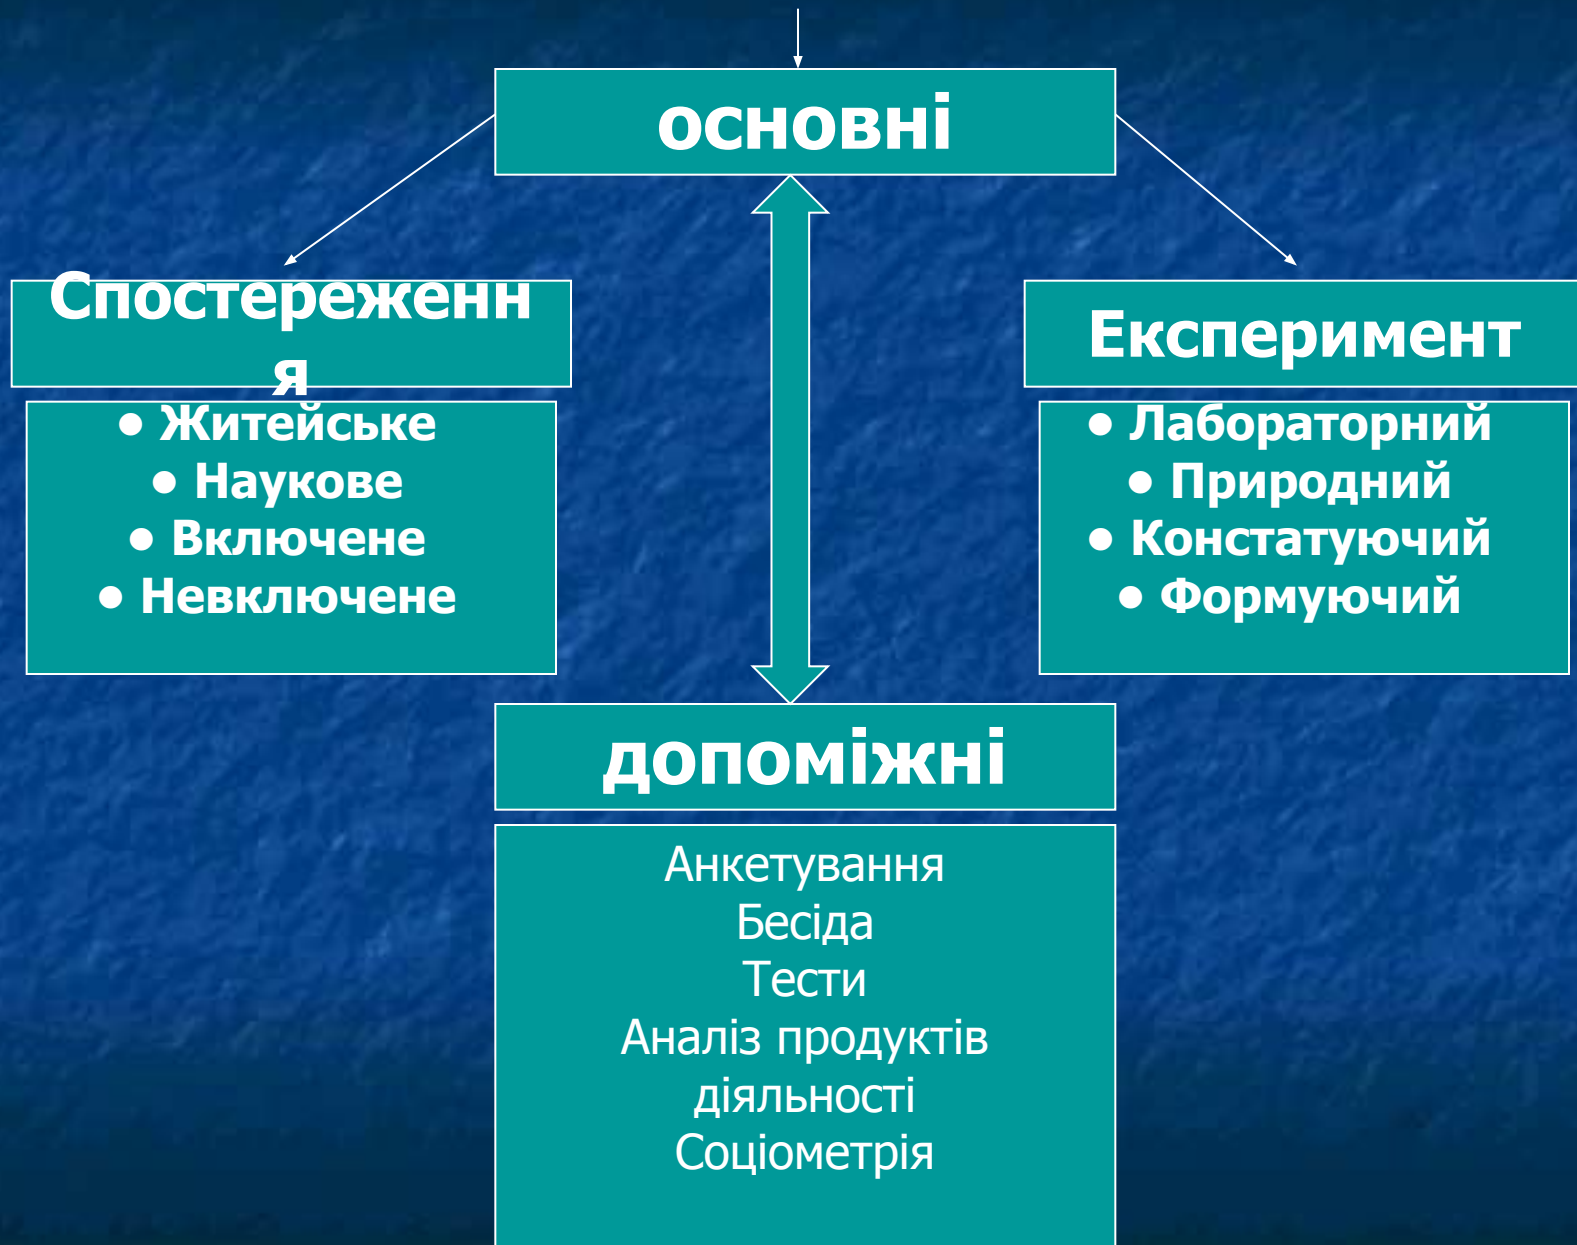 основні
Спостереженн
я
● Житейське
● Наукове
● Включене
● Невключене
Експеримент
● Лабораторний
● Природний
● Констатуючий
● Формуючий
допоміжні
Анкетування
Бесіда
Тести
Аналіз продуктів
діяльності
Соціометрія